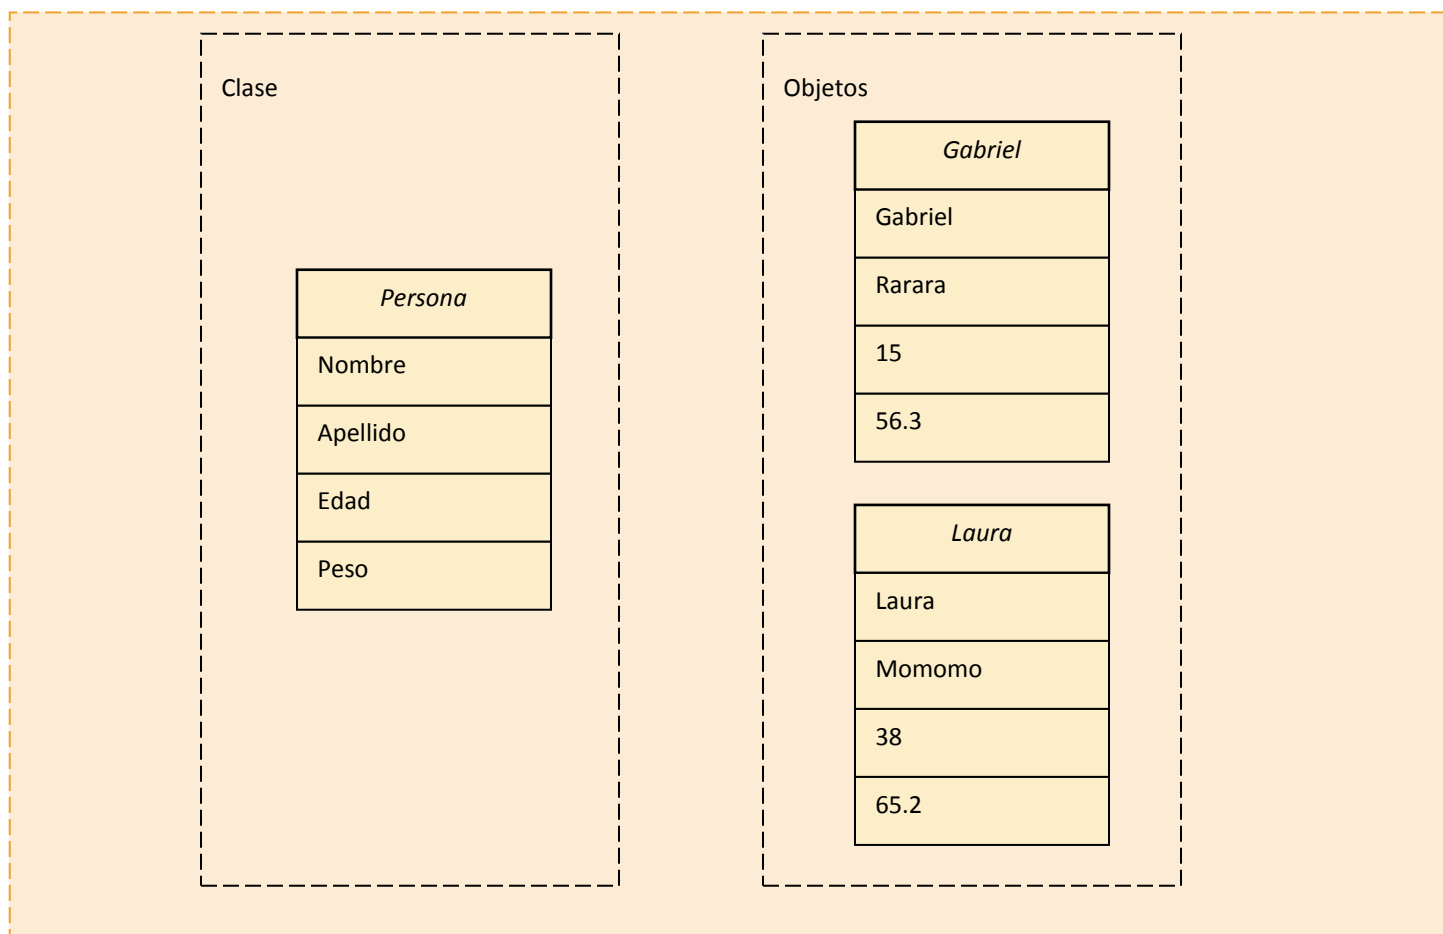 Clase
Persona
Nombre
Apellido
Edad
Peso
Objetos
Gabriel
Gabriel
Rarara
15
56.3
Laura
Laura
Momomo
38
65.2